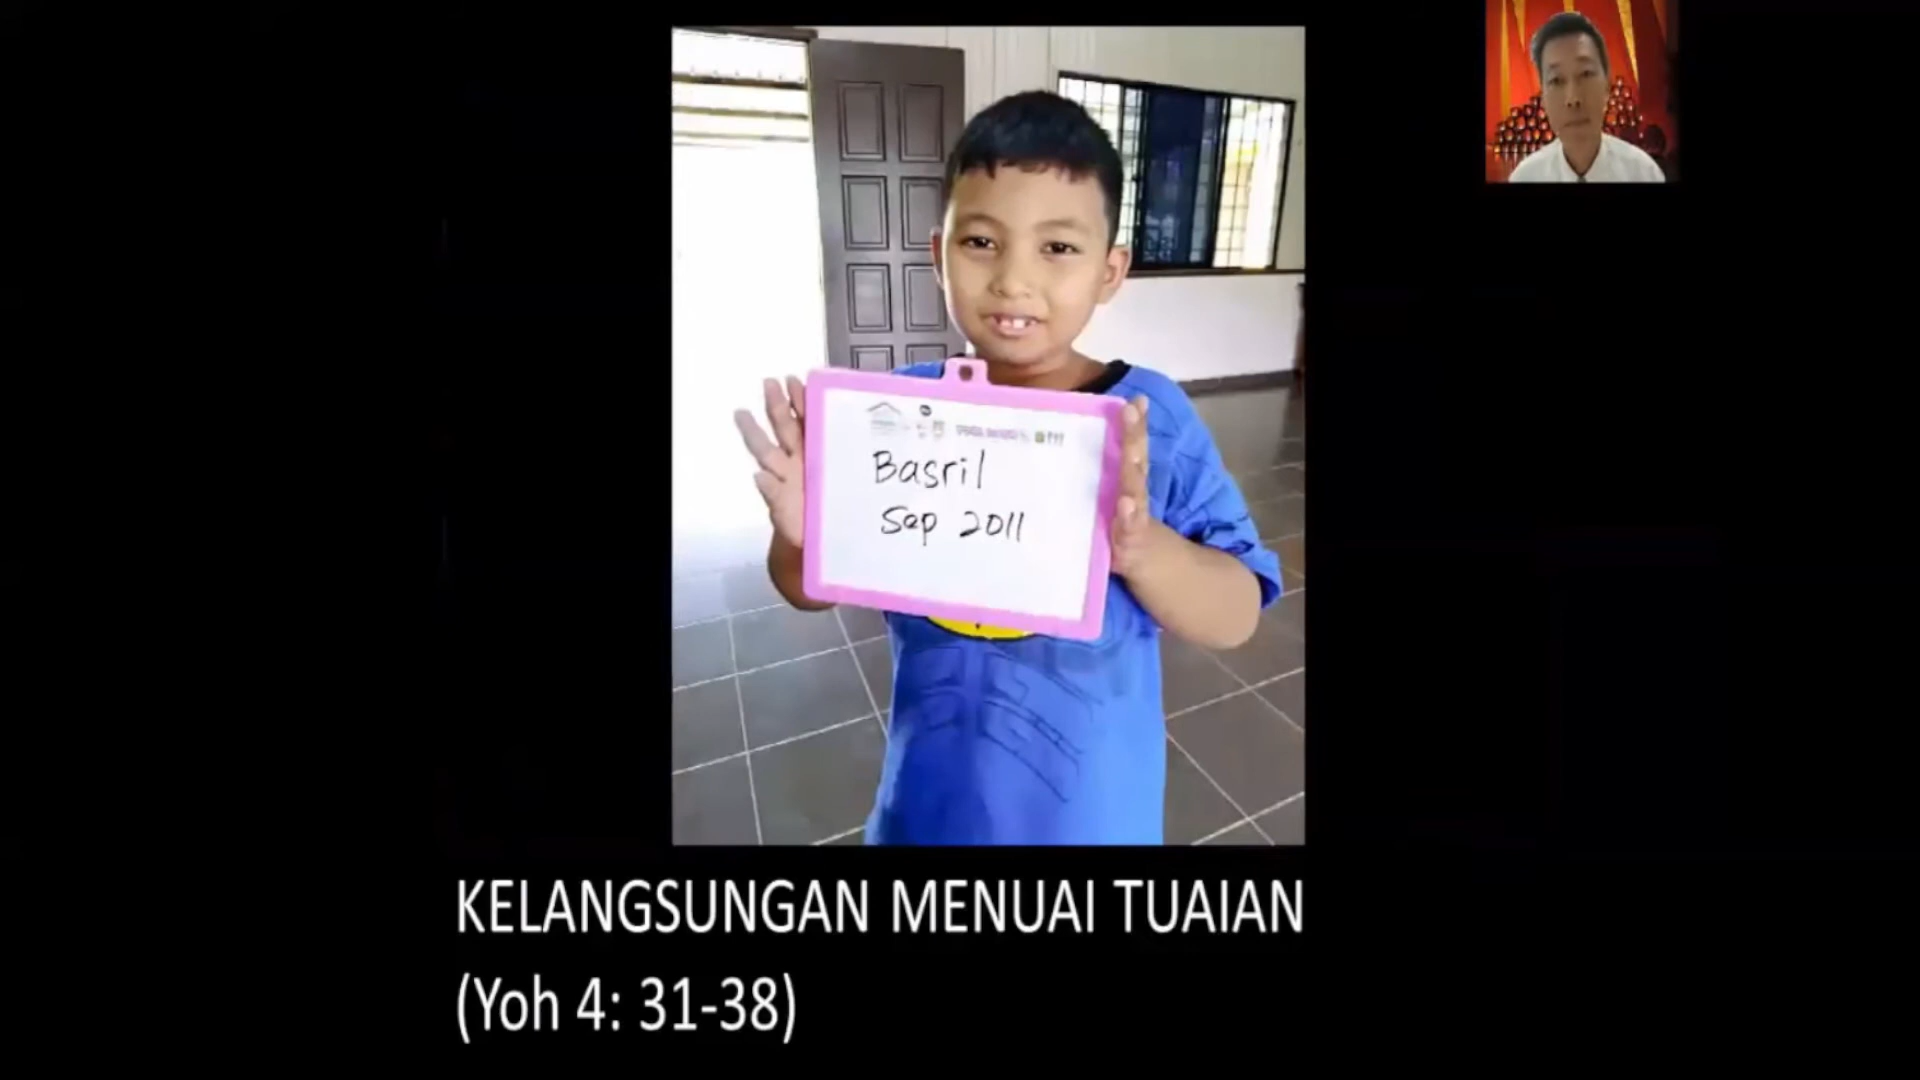 Basril
Sep 2011
KELANGSUNGAN MENUAI TUAIAN
(Yoh 4: 31-38)